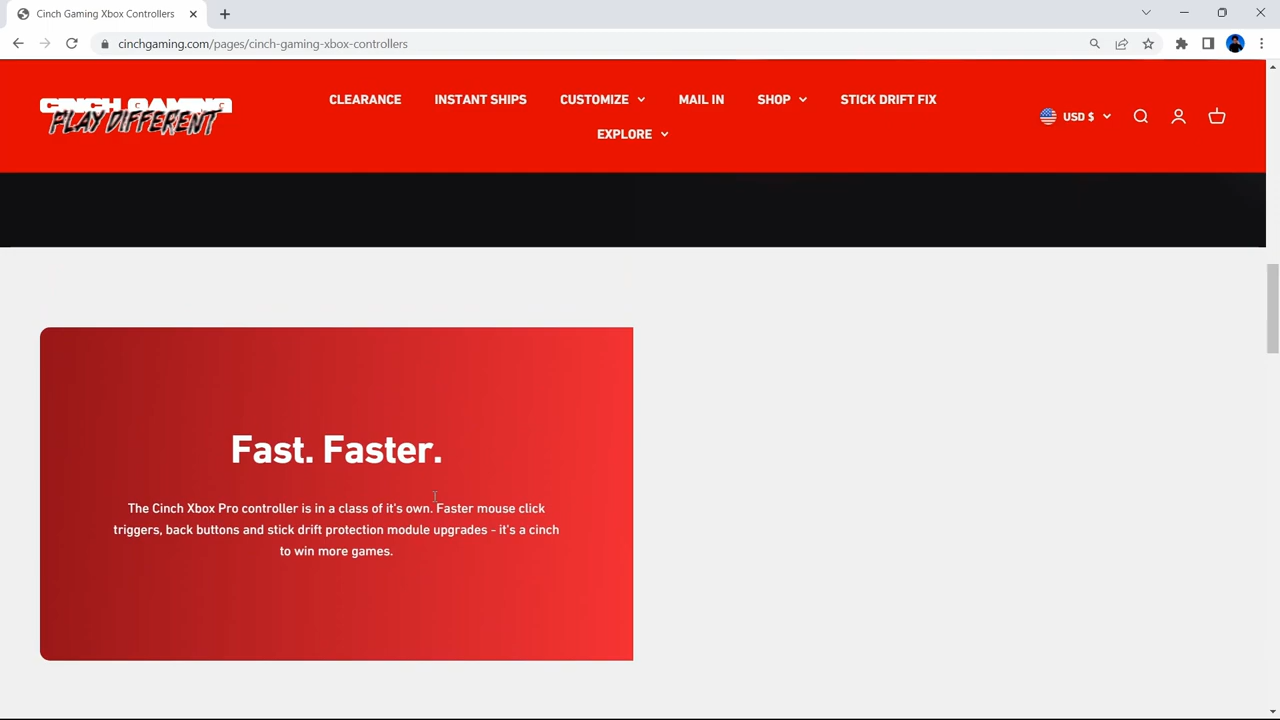 Cinch Gaming Xbox Controllers
cinchgaming.com/pages/cinch-gaming-xbox-controllers
CINCH GAMING
PLAY DIFFERENT
CLEARANCE INSTANT SHIPS CUSTOMIZE MAIL IN SHOP STICK DRIFT FIX
EXPLORE
USD $
Fast. Faster.
The Cinch Xbox Pro controller is in a class of it's own. Faster mouse click
triggers, back buttons and stick drift protection module upgrades - it's a cinch
to win more games.